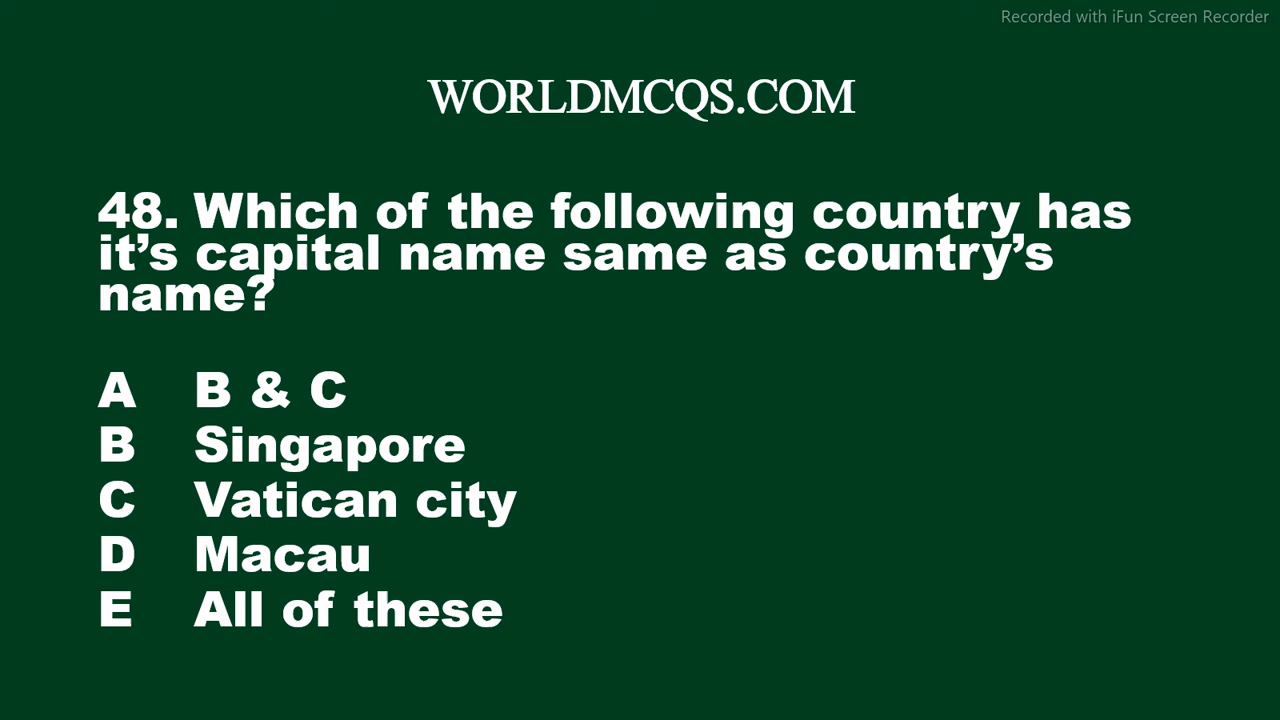 Recorded with iFun Screen Recorder
WORLDMCQS.COM
48. Which of the following country has
it’s capital name same as country’s
name?
A B & C
B Singapore
C Vatican city
D Macau
E All of these